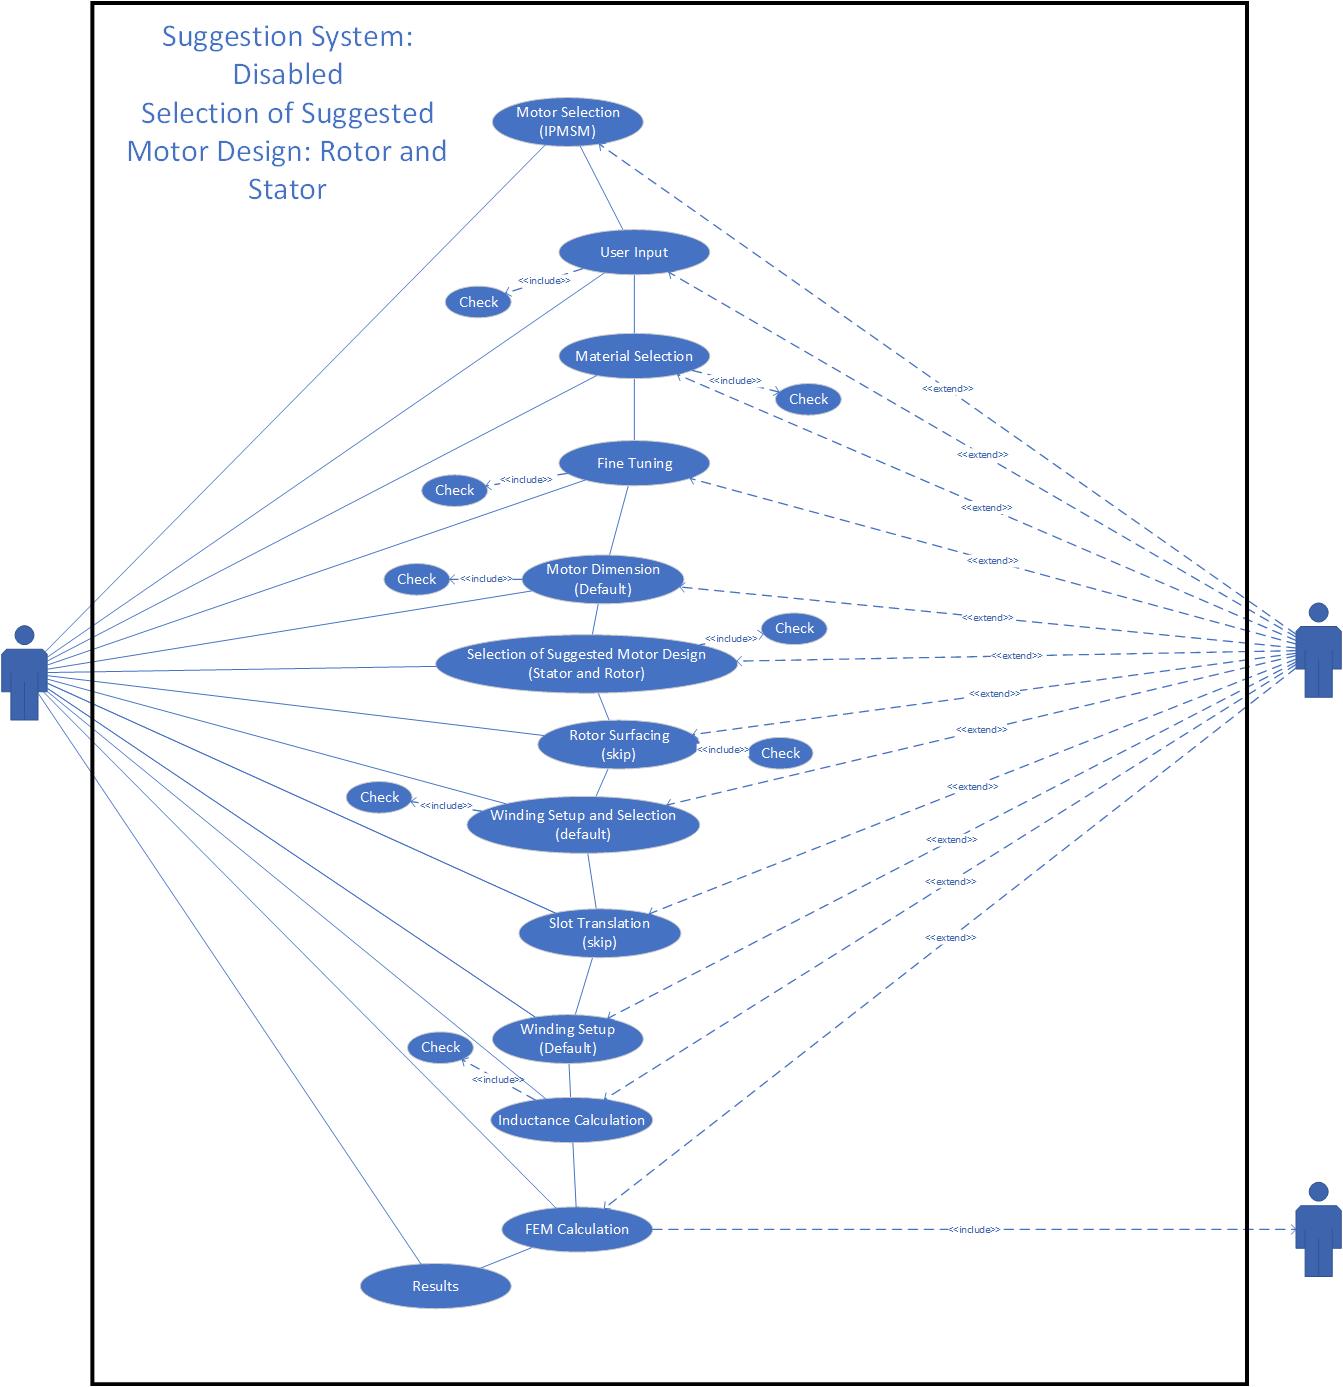 Suggestion System:
Disabled
Selection of Suggested
Motor Design: Rotor and
Stator
Motor Selection
(IPMSM)
User Input
<<include>>
Check
Material Selection
<<include>>
Check
<<extend>>
<<extend>>
Fine Tuning
<<include>>
Check
<<extend>>
<<extend>>
Motor Dimension
(Default)
<<include>>
Check
<<extend>>
Selection of Suggested Motor Design
(Stator and Rotor)
<<include>>
Check
<<extend>>
<<extend>>
Rotor Surfacing
(skip)
<<include>>
Check
<<extend>>
Winding Setup and Selection
(default)
<<include>>
Check
<<extend>>
<<extend>>
<<extend>>
Slot Translation
(skip)
<<extend>>
Winding Setup
(Default)
Check
<<include>>
Inductance Calculation
FEM Calculation
<<include>>
Results